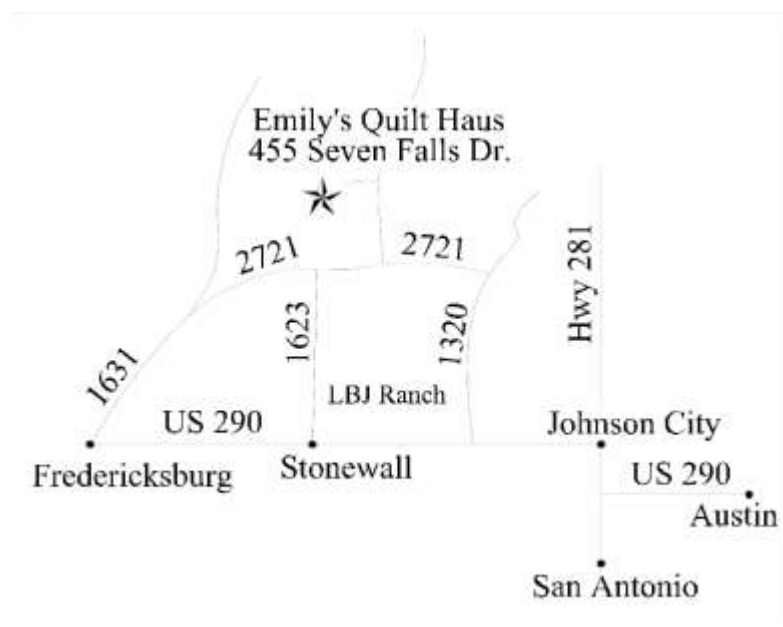 Emily's Quilt Haus
455 Seven Falls Dr.
2721
2721
Hwy 281
1623
1320
1631
LBJ Ranch
US 290
Johnson City
Fredericksburg
Stonewall
US 290
Austin
San Antonio